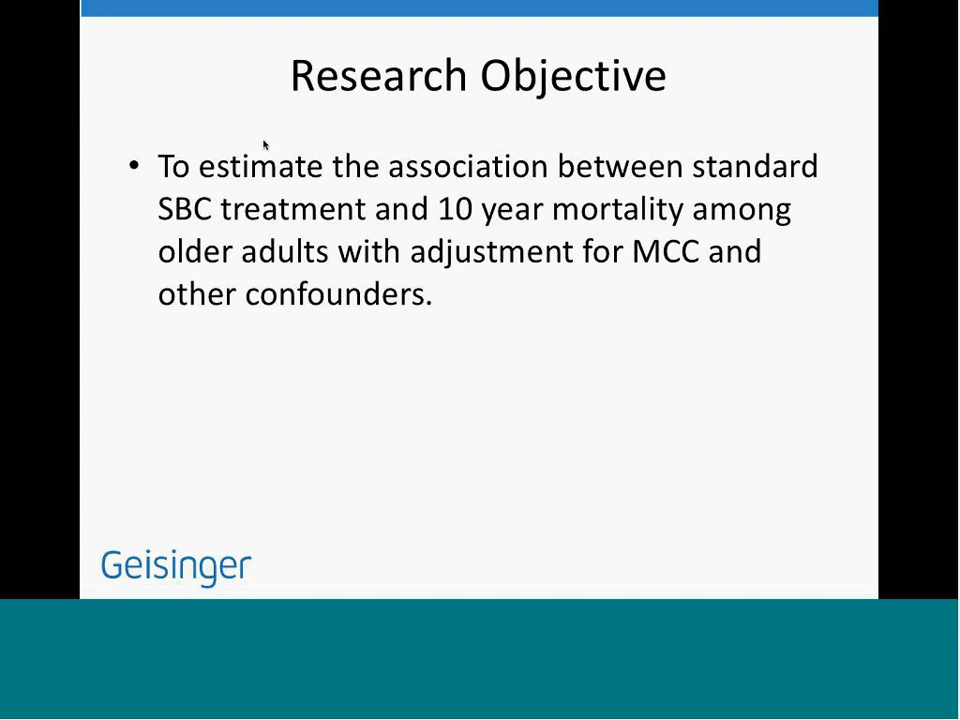 Research Objective
• To estimate the association between standard
SBC treatment and 10 year mortality among
older adults with adjustment for MCC and
other confounders.
Geisinger